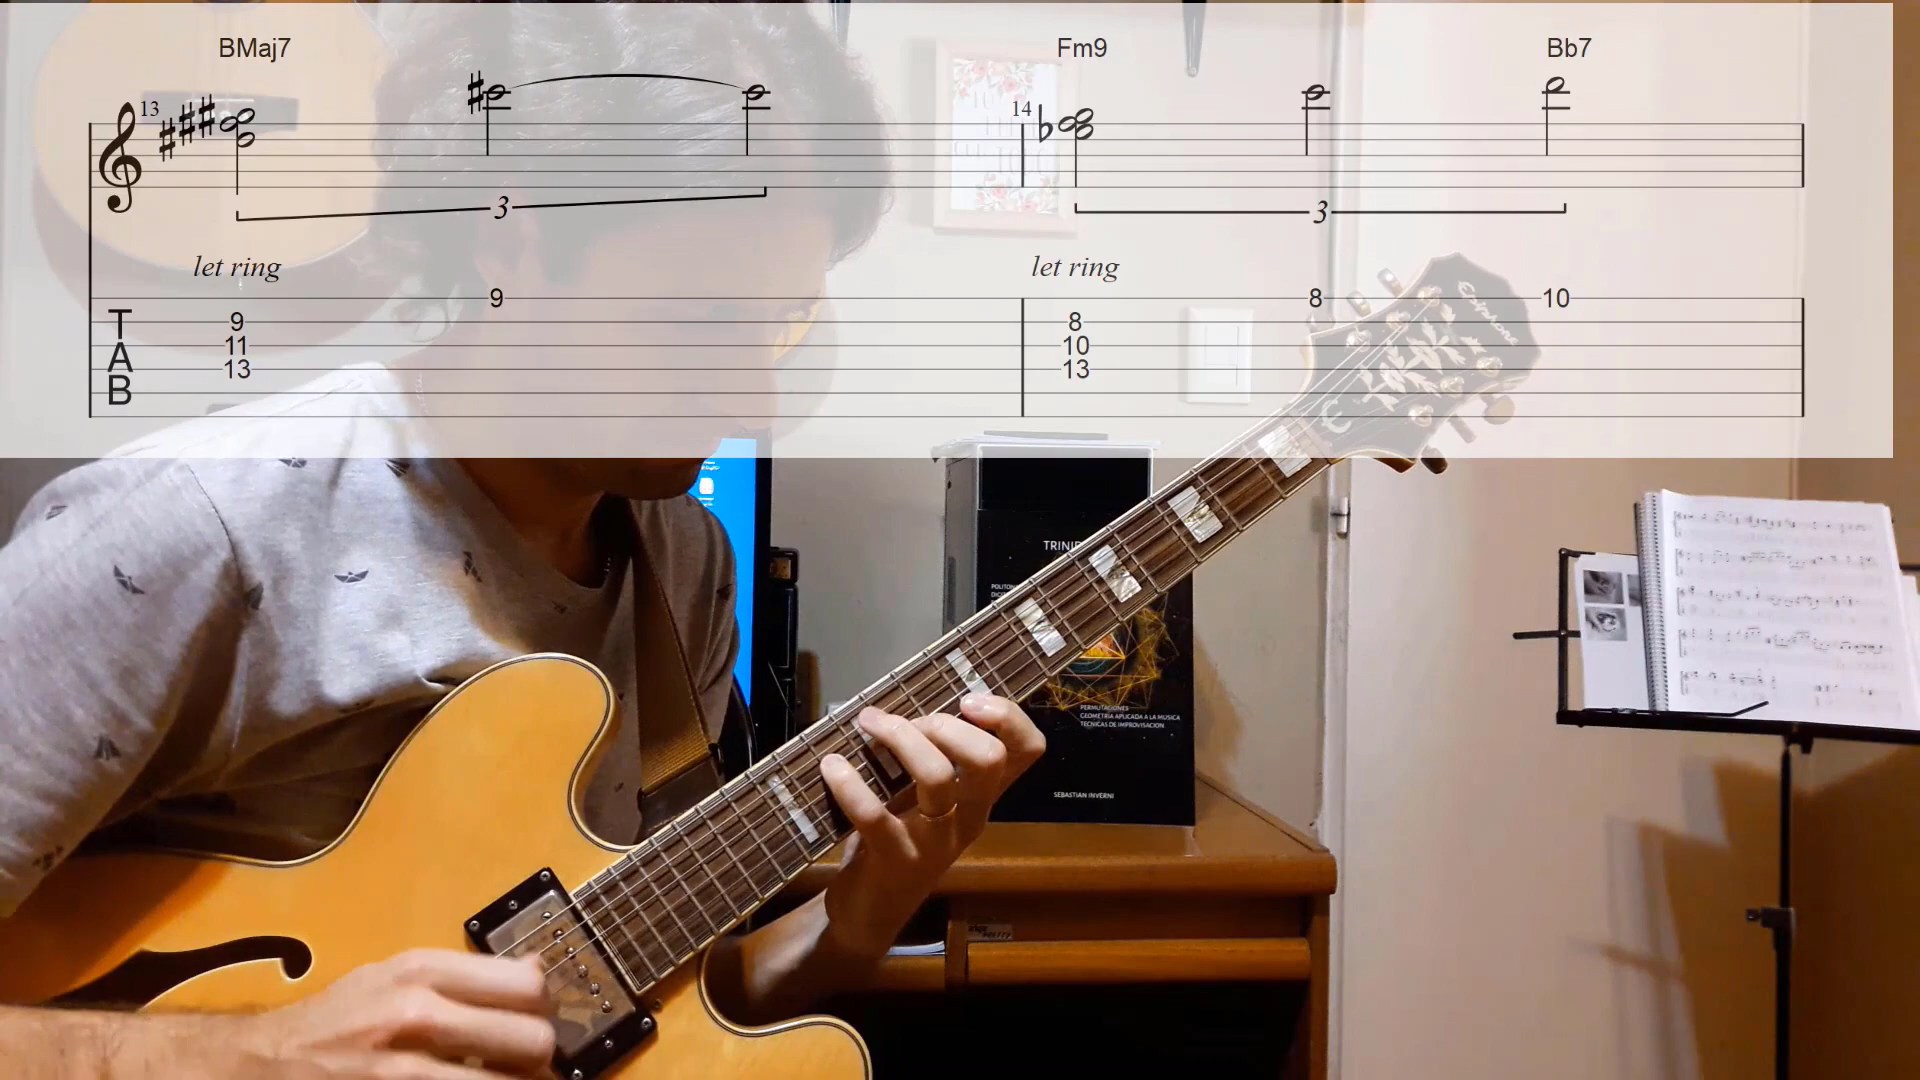 BMaj7 Fm9 Bb7
13 14
3 3
let ring let ring
9 8 10
T 9 8
11 10
A 13 13
B
Epiphone
TRINI
PERMUTACIONES
GEOMETRIA APLICADA A LA MUSICA
TECNICAS DE IMPROVISACION
SEBASTIAN INVERNI